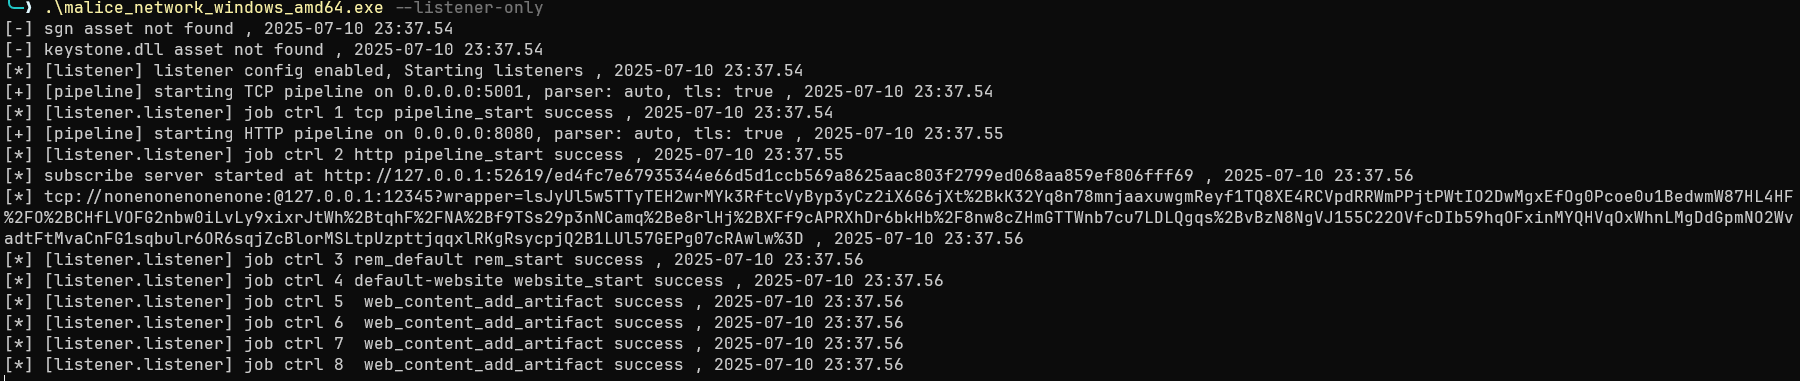 .\malice_network_windows_amd64.exe --listener-only
[-] sgn asset not found , 2025-07-10 23:37.54
[-] keystone.dll asset not found , 2025-07-10 23:37.54
[*] [listener] listener config enabled, Starting listeners , 2025-07-10 23:37.54
[+] [pipeline] starting TCP pipeline on 0.0.0.0:5001, parser: auto, tls: true , 2025-07-10 23:37.54
[*] [listener.listener] job ctrl 1 tcp pipeline_start success , 2025-07-10 23:37.54
[+] [pipeline] starting HTTP pipeline on 0.0.0.0:8080, parser: auto, tls: true , 2025-07-10 23:37.55
[*] [listener.listener] job ctrl 2 http pipeline_start success , 2025-07-10 23:37.55
[*] subscribe server started at http://127.0.0.1:52619/ed4fc7e67935344e66d5d1ccb569a8625aac803f2799ed068aa859ef806fff69 , 2025-07-10 23:37.56
[*] tcp://nonenonenonenone:@127.0.0.1:12345?wrapper=lsJyUl5w5TTyTEH2wrMYk3RftcVyByp3yCz2iX6G6jXt%2BkK32Yq8n78mnjaaxuwgmReyf1TQ8XE4RCVpdRRWmPPjtPWtIO2DwMgxEfOg0Pcoe0u1BedwmW87HL4HF
%2FO%2BCHfLVOFG2nbw0iLvLy9xixrJtWh%2BtqhF%2FNA%2Bf9TSs29p3nNCamq%2Be8rlHj%2BXFf9cAPRXhDr6bkHb%2F8nw8cZHmGTTWnb7cu7LDLQgqs%2BvBzN8NgVJ155C22OVfcDIb59hqOFxinMYQHVqOxWhnLMgDdGpmNO2Wv
adtFtMvaCnFG1sqbulr6OR6sqjZcBlorMSLtpUzpttjqqxlRKgRsycpjQ2B1LUl57GEPg07cRAwlw%3D , 2025-07-10 23:37.56
[*] [listener.listener] job ctrl 3 rem_default rem_start success , 2025-07-10 23:37.56
[*] [listener.listener] job ctrl 4 default-website website_start success , 2025-07-10 23:37.56
[*] [listener.listener] job ctrl 5  web_content_add_artifact success , 2025-07-10 23:37.56
[*] [listener.listener] job ctrl 6  web_content_add_artifact success , 2025-07-10 23:37.56
[*] [listener.listener] job ctrl 7  web_content_add_artifact success , 2025-07-10 23:37.56
[*] [listener.listener] job ctrl 8  web_content_add_artifact success , 2025-07-10 23:37.56